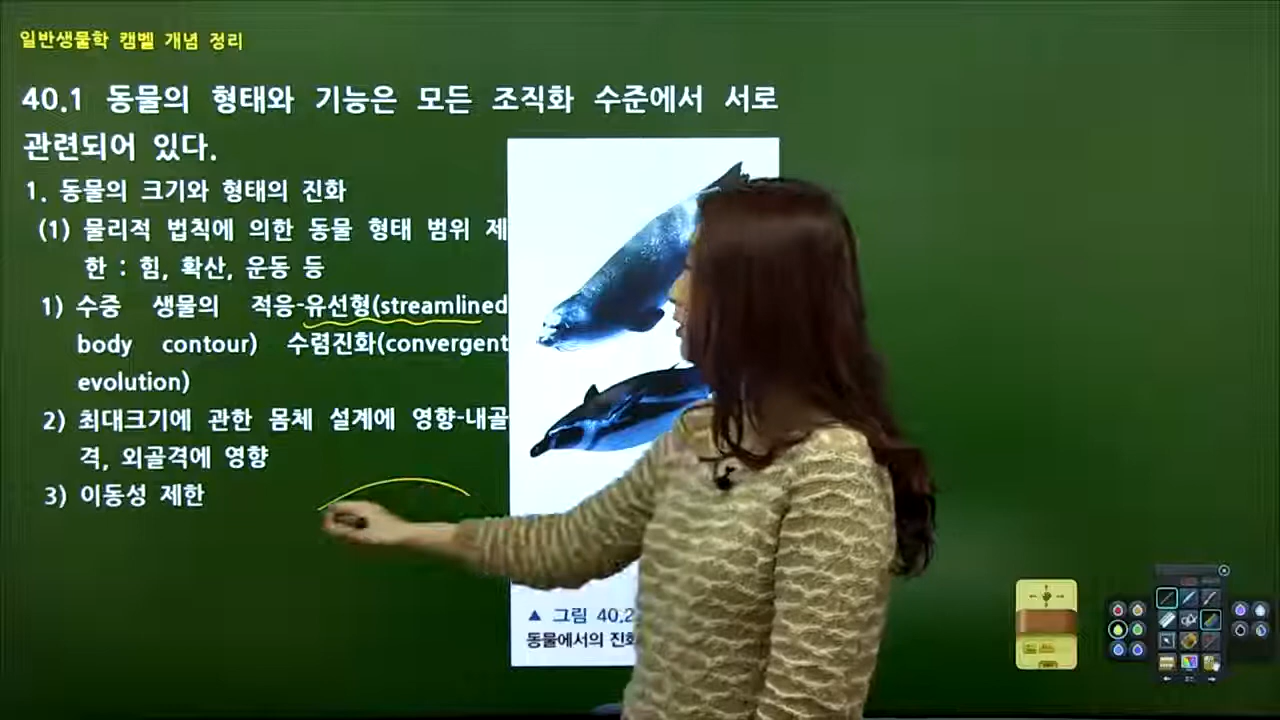 일반생물학 캠벨 개념 정리
40.1 동물의 형태와 기능은 모든 조직화 수준에서 서로
관련되어 있다.
1. 동물의 크기와 형태의 진화
(1) 물리적 법칙에 의한 동물 형태 범위 제
한 : 힘, 확산, 운동 등
1) 수중 생물의 적응-유선형(streamlined
body contour) 수렴진화(convergent
evolution)
2) 최대크기에 관한 몸체 설계에 영향-내골
격, 외골격에 영향
3) 이동성 제한
▲ 그림 40.2
동물에서의 진화